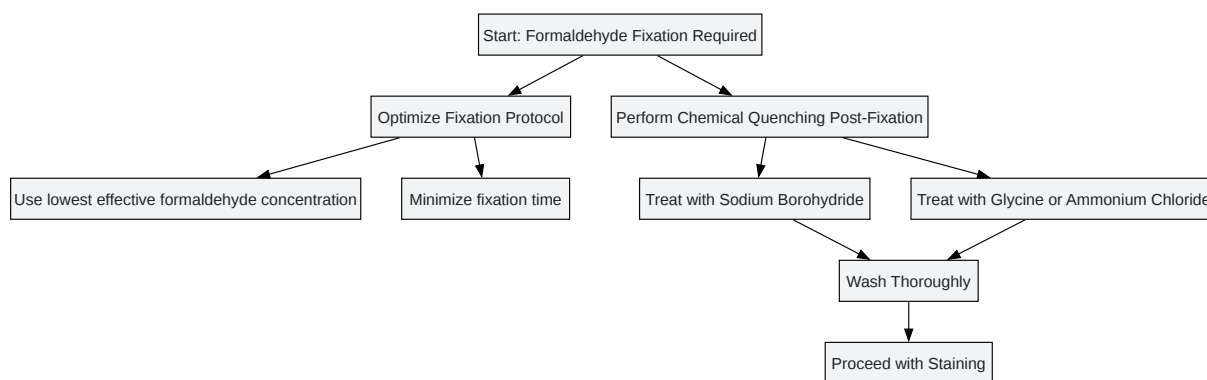 Start: Formaldehyde Fixation Required
Optimize Fixation Protocol
Perform Chemical Quenching Post-Fixation
Use lowest effective formaldehyde concentration
Minimize fixation time
Treat with Sodium Borohydride
Treat with Glycine or Ammonium Chloride
Wash Thoroughly
Proceed with Staining